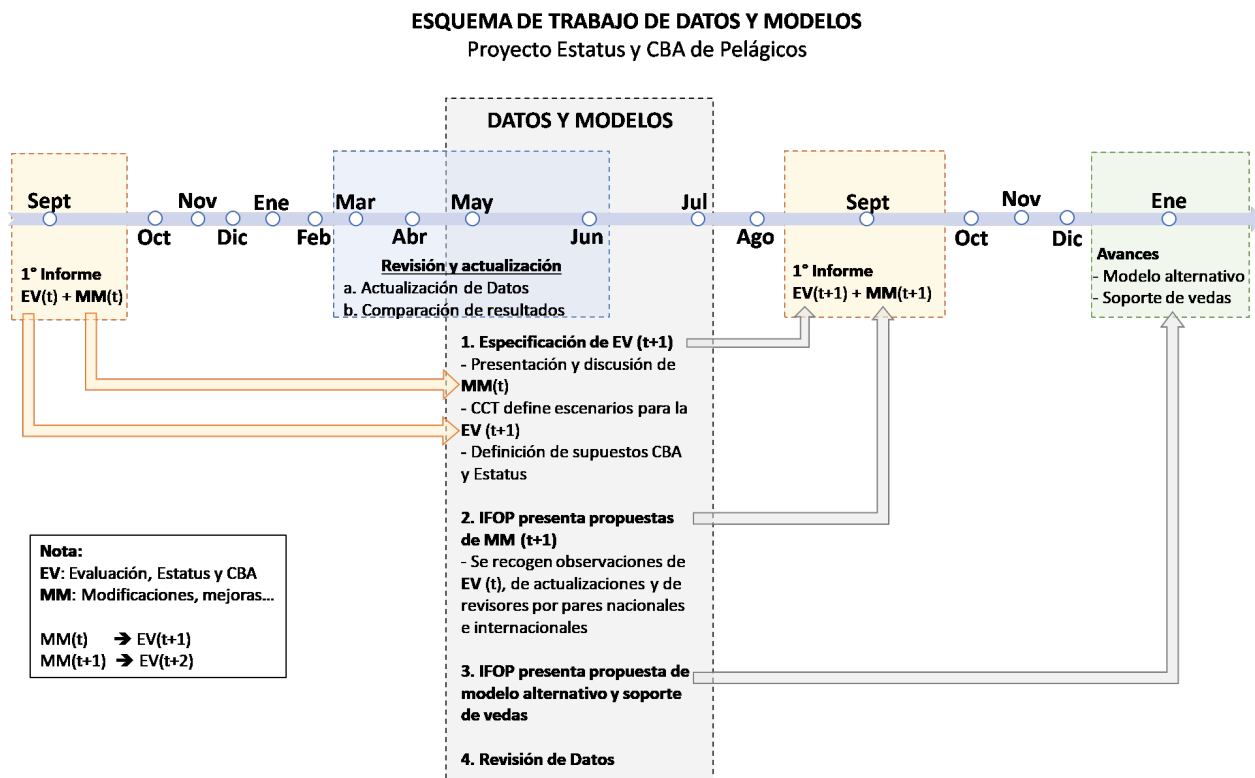 ESQUEMA DE TRABAJO DE DATOS Y MODELOS
Proyecto Estatus y CBA de Pelágicos
DATOS Y MODELOS
Sept
Oct
Nov
Dic
Ene
Feb
Mar
Abr
May
Jun
Jul
Ago
Sept
Oct
Nov
Dic
Ene
1° Informe
EV(t) + MM(t)
Revisión y actualización
a. Actualización de Datos
b. Comparación de resultados
1° Informe
EV(t+1) + MM(t+1)
Avances
- Modelo alternativo
- Soporte de vedas
1. Especificación de EV (t+1)
- Presentación y discusión de
MM(t)
- CCT define escenarios para la
EV (t+1)
- Definición de supuestos CBA
y Estatus
2. IFOP presenta propuestas
de MM (t+1)
- Se recogen observaciones de
EV (t), de actualizaciones y de
revisores por pares nacionales
e internacionales
3. IFOP presenta propuesta de
modelo alternativo y soporte
de vedas
4. Revisión de Datos
Nota:
EV: Evaluación, Estatus y CBA
MM: Modificaciones, mejoras...
MM(t) ➔ EV(t+1)
MM(t+1) ➔ EV(t+2)